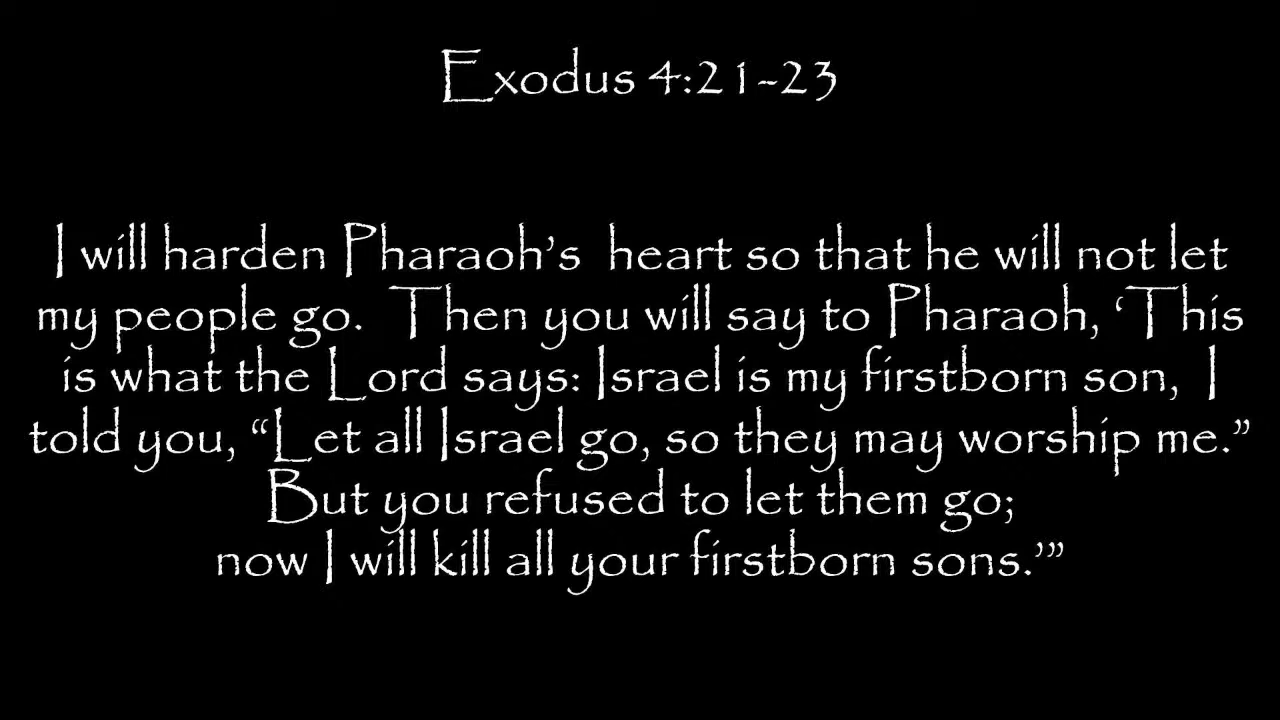 Exodus 4:21-23
I will harden Pharaoh’s heart so that he will not let
my people go. Then you will say to Pharaoh, ‘This
is what the Lord says: Israel is my firstborn son, I
told you, “Let all Israel go, so they may worship me.”
But you refused to let them go;
now I will kill all your firstborn sons.’”